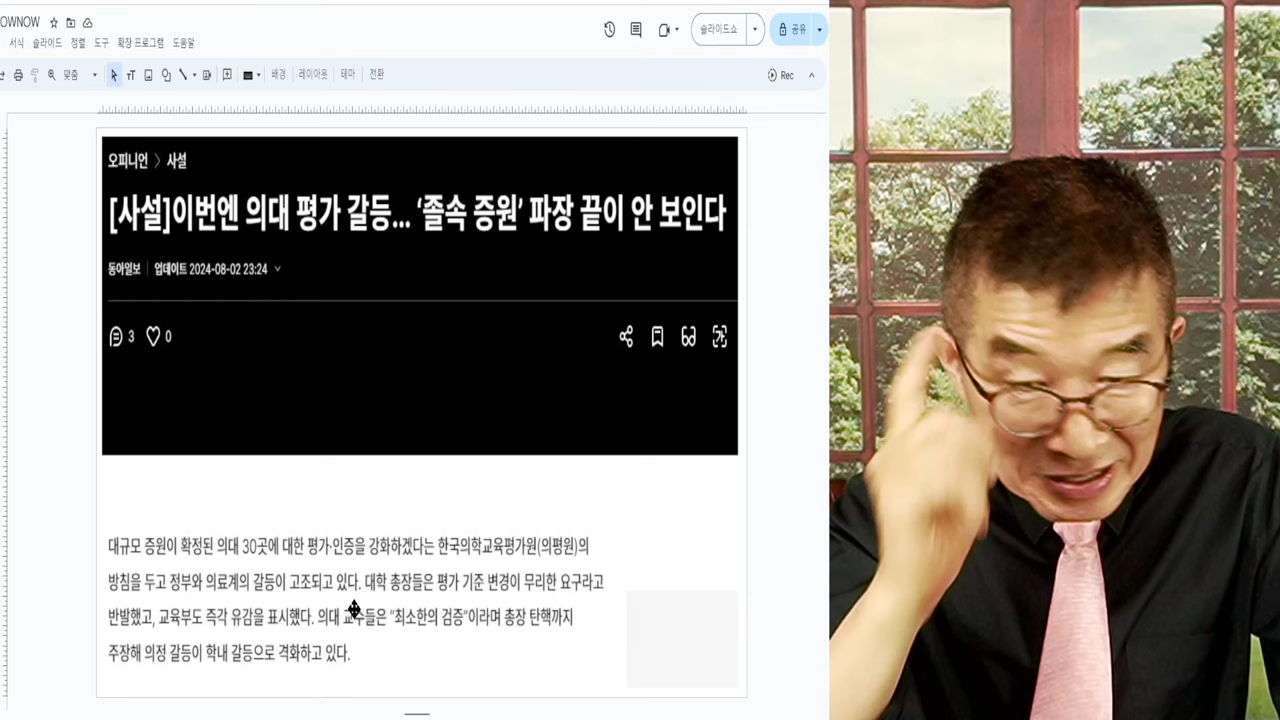 OWNOW
서식 슬라이드 정렬 도구 확장 프로그램 도움말
슬라이드쇼
공유
맞춤
배경 레이아웃 테마 전환
Rec
오피니언 〉 사설
[사설]이번엔 의대 평가 갈등... ‘졸속 증원’ 파장 끝이 안 보인다
동아일보 업데이트 2024-08-02 23:24
3 0
대규모 증원이 확정된 의대 30곳에 대한 평가·인증을 강화하겠다는 한국의학교육평가원(의평원)의
방침을 두고 정부와 의료계의 갈등이 고조되고 있다. 대학 총장들은 평가 기준 변경이 무리한 요구라고
반발했고, 교육부도 즉각 유감을 표시했다. 의대 교수들은 “최소한의 검증”이라며 총장 탄핵까지
주장해 의정 갈등이 학내 갈등으로 격화하고 있다.